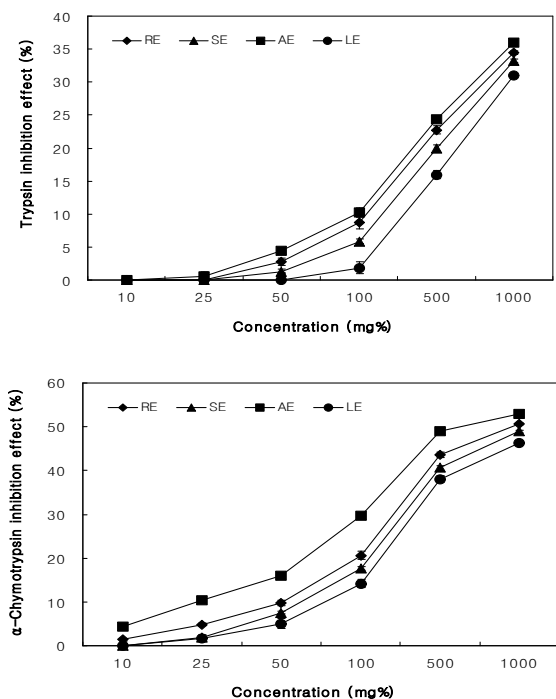 40
35
30
25
20
15
10
5
0
Trypsin inhibition effect (%)
RE SE AE LE
10 25 50 100 500 1000
Concentration (mg%)
60
50
40
30
20
10
0
α-Chymotrypsin inhibition effect (%)
RE SE AE LE
10 25 50 100 500 1000
Concentration (mg%)